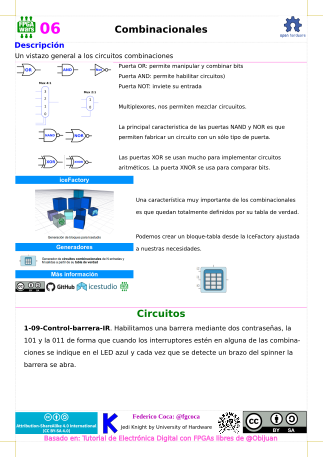 FPGA
wars
06
Combinacionales
open hardware
Descripción
Un vistazo general a los circuitos combinaciones
OR
AND
Puerta OR: permite manipular y combinar bits
Puerta AND: permite habilitar circuitos)
Puerta NOT: inviete su entrada
Mux 4:1
Mux 2:1
Multiplexores, nos permiten mezclar circuuitos.
NAND
NOR
La principal característica de las puertas NAND y NOR es que
permiten fabricar un circuito con un sólo tipo de puerta.
XOR
Las puertas XOR se usan mucho para implementar circuitos
aritméticos. La puerta XNOR se usa para comparar bits.
iceFactory
Generación de bloques personalizado
Una característica muy importante de los combinacionales
es que quedan totalmente definifos por su tabla de verdad.
Generadores
Generador de circuitos combinacionales de N entradas y
M salidas a partir de su tabla de verdad
Podemos crear un bloque-tabla desde la IceFactory ajustada
a nuestras necesidades.
Más información
GitHub
icestudio
Circuitos
1-09-Control-barrera-IR. Habilitamos una barrera mediante dos contraseñas, la
101 y la 011 de forma que cuando los interruptores estén en alguna de las combina-
ciones se indique en el LED azul y cada vez que se detecte un brazo del spinner la
barrera se abra.
Attribution-ShareAlike 4.0 International
(CC BY-SA 4.0)
Federico Coca: @fgcoca
Jedi Knight by University of Hardware
CC
BY SA
Basado en: Tutorial de Electrónica Digital con FPGAs libres de @Obijuan